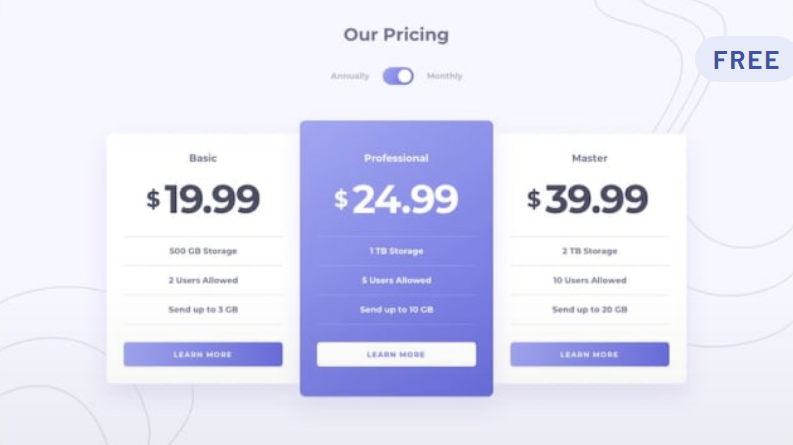 Our Pricing
FREE
Annually Monthly
Basic
$19.99
500 GB Storage
2 Users Allowed
Send up to 3 GB
LEARN MORE
Professional
$24.99
1 TB Storage
5 Users Allowed
Send up to 10 GB
LEARN MORE
Master
$39.99
2 TB Storage
10 Users Allowed
Send up to 20 GB
LEARN MORE